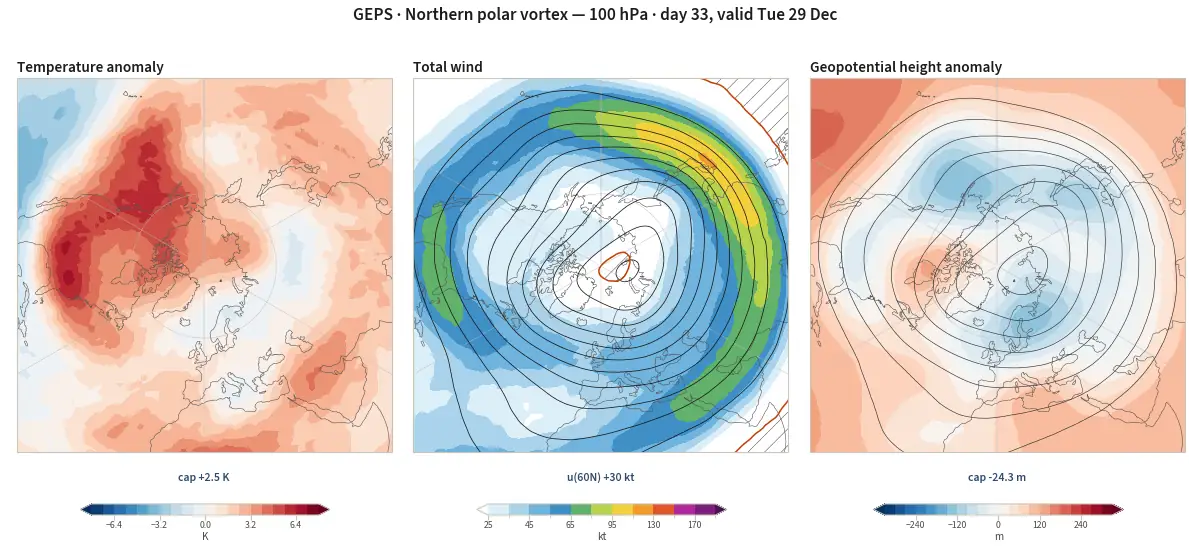 GEPS · Northern polar vortex — 100 hPa · day 33, valid Tue 29 Dec
Temperature anomaly
Total wind
Geopotential height anomaly
cap +2.5 K
u(60N) +30 kt
cap -24.3 m
−6.4 −3.2 0.0 3.2 6.4
K
25 45 65 95 130 170
kt
−240 −120 0 120 240
m